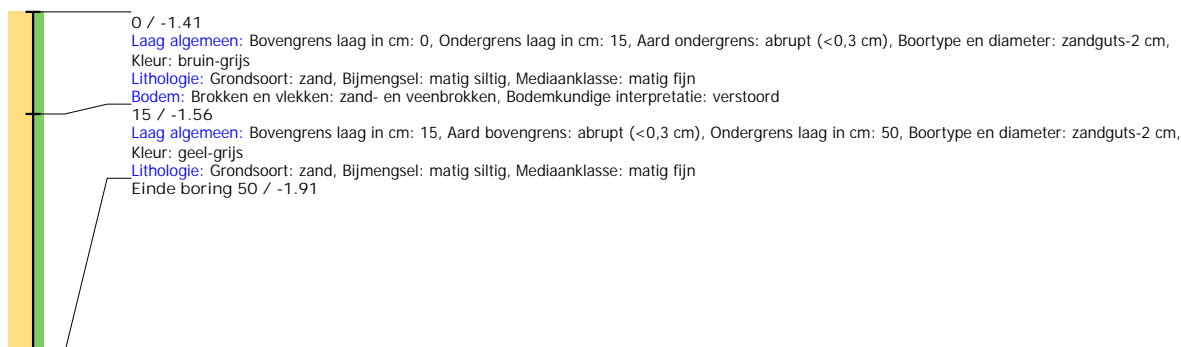 0 / -1.41
Laag algemeen: Bovengrens laag in cm: 0, Ondergrens laag in cm: 15, Aard ondergrens: abrupt (<0,3 cm), Boortype en diameter: zandguts-2 cm,
Kleur: bruin-grijs
Lithologie: Grondsoort: zand, Bijmengsel: matig siltig, Mediaanklasse: matig fijn
Bodem: Brokken en vlekken: zand- en veenbrokken, Bodemkundige interpretatie: verstoord
15 / -1.56
Laag algemeen: Bovengrens laag in cm: 15, Aard bovengrens: abrupt (<0,3 cm), Ondergrens laag in cm: 50, Boortype en diameter: zandguts-2 cm,
Kleur: geel-grijs
Lithologie: Grondsoort: zand, Bijmengsel: matig siltig, Mediaanklasse: matig fijn
Einde boring 50 / -1.91